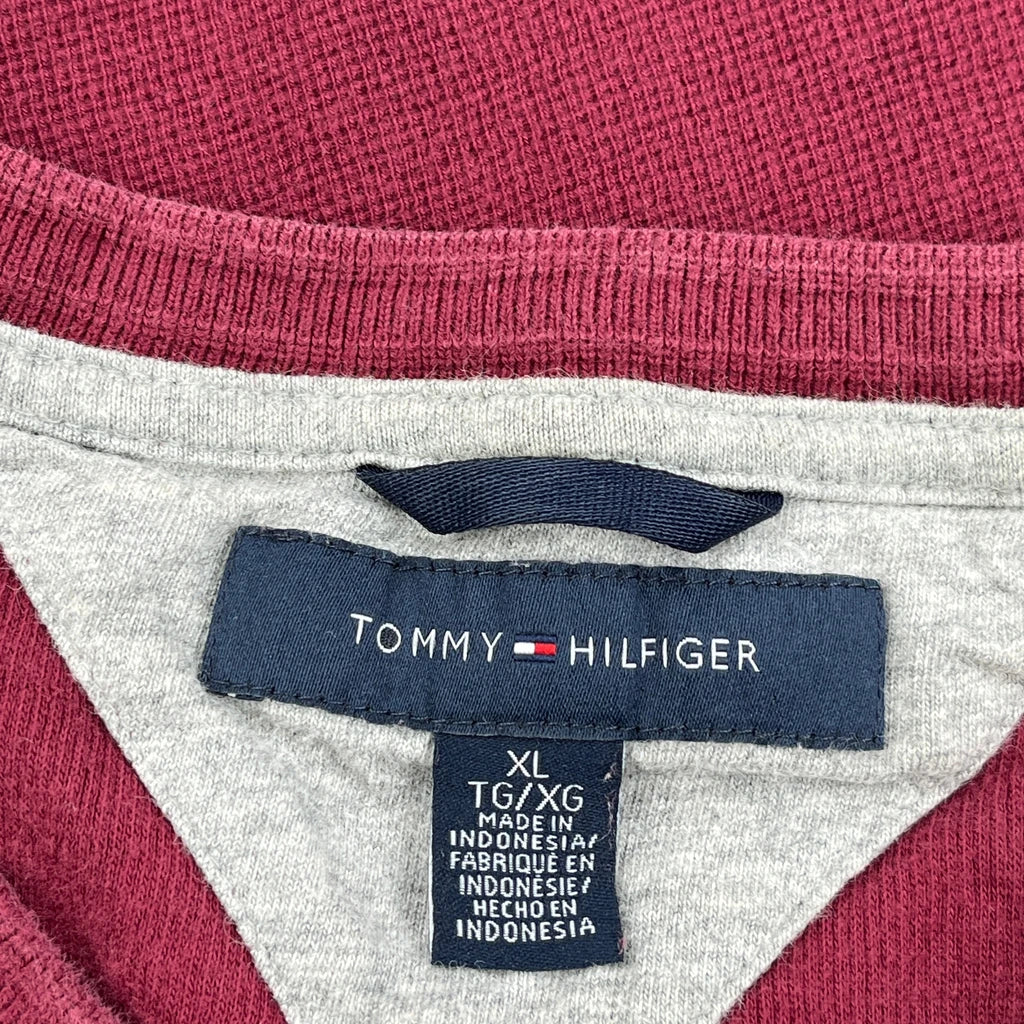 TOMMY HILFIGER
XL
TG/XG
MADE IN
INDONESIA/
FABRIQUÉ EN
INDONÉSIE/
HECHO EN
INDONESIA